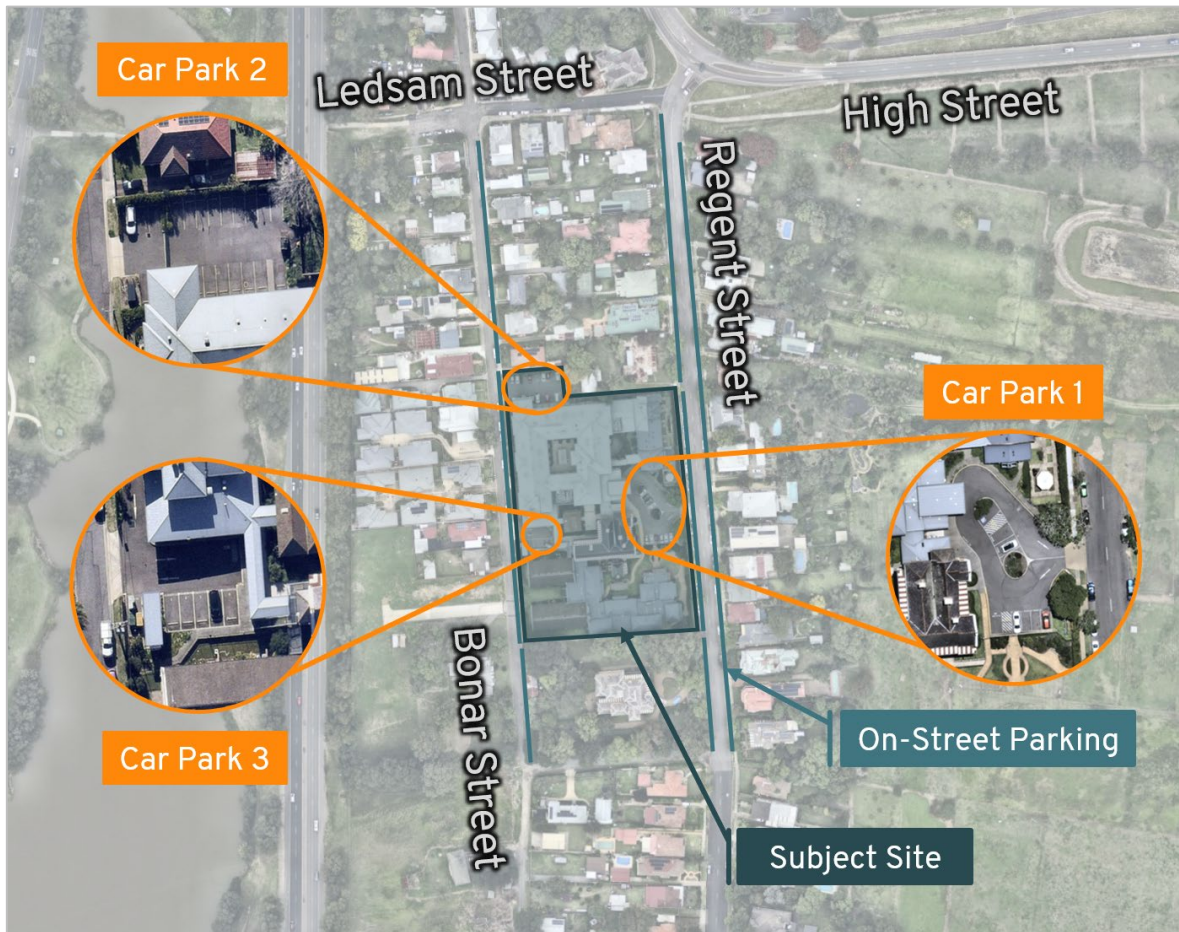 Car Park 2
Ledsam Street
High Street
Regent Street
Car Park 1
Car Park 3
Bonar Street
On-Street Parking
Subject Site